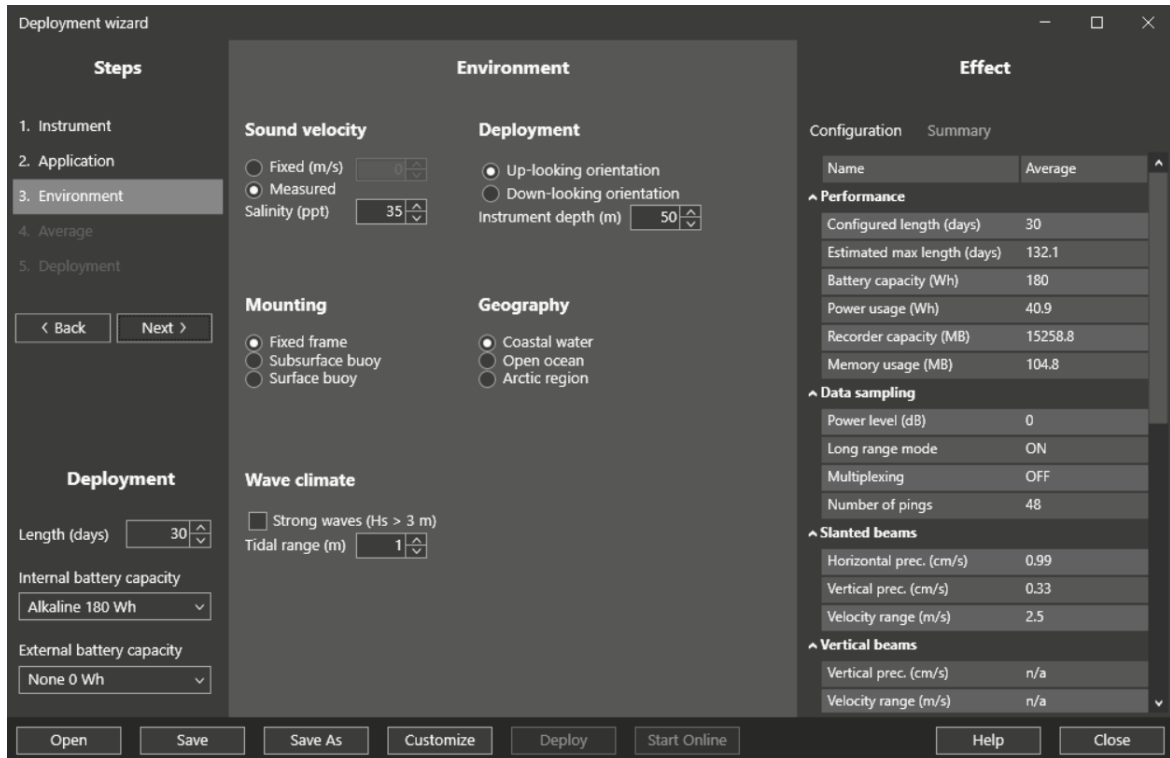 Deployment wizard
Steps
1. Instrument
2. Application
3. Environment
4. Average
5. Deployment
< Back
Next >
Deployment
Length (days) 30
Internal battery capacity
Alkaline 180 Wh
External battery capacity
None 0 Wh
Environment
Sound velocity
Fixed (m/s) 0
Measured
Salinity (ppt) 35
Deployment
Up-looking orientation
Down-looking orientation
Instrument depth (m) 50
Mounting
Fixed frame
Subsurface buoy
Surface buoy
Geography
Coastal water
Open ocean
Arctic region
Wave climate
Strong waves (Hs > 3 m)
Tidal range (m) 1
Effect
Configuration Summary
Name Average
Performance
Configured length (days) 30
Estimated max length (days) 132.1
Battery capacity (Wh) 180
Power usage (Wh) 40.9
Recorder capacity (MB) 15258.8
Memory usage (MB) 104.8
Data sampling
Power level (dB) 0
Long range mode ON
Multiplexing OFF
Number of pings 48
Slanted beams
Horizontal prec. (cm/s) 0.99
Vertical prec. (cm/s) 0.33
Velocity range (m/s) 2.5
Vertical beams
Vertical prec. (cm/s) n/a
Velocity range (m/s) n/a
Open
Save
Save As
Customize
Deploy
Start Online
Help
Close